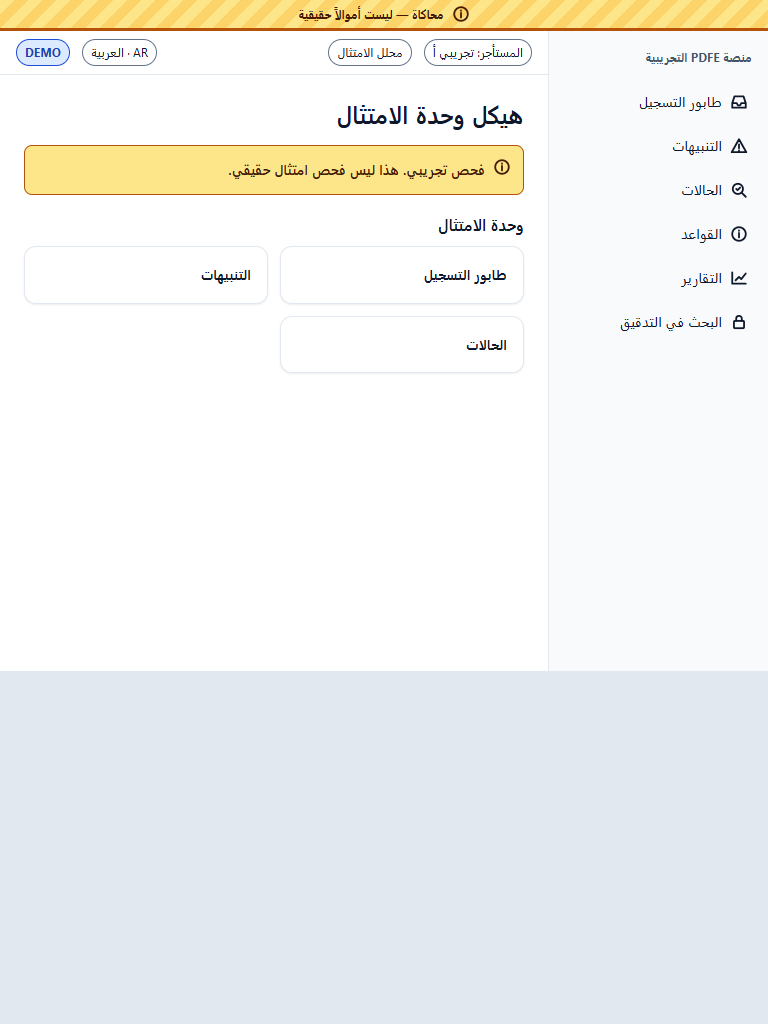 محاكاة — ليست أموالاً حقيقية
منصة PDFE التجريبية
طابور التسجيل
التنبيهات
الحالات
القواعد
التقارير
البحث في التدقيق
المستأجر: تجريبي أ
محلل الامتثال
AR · العربية
DEMO
هيكل وحدة الامتثال
فحص تجريبي. هذا ليس فحص امتثال حقيقي.
وحدة الامتثال
طابور التسجيل
التنبيهات
الحالات